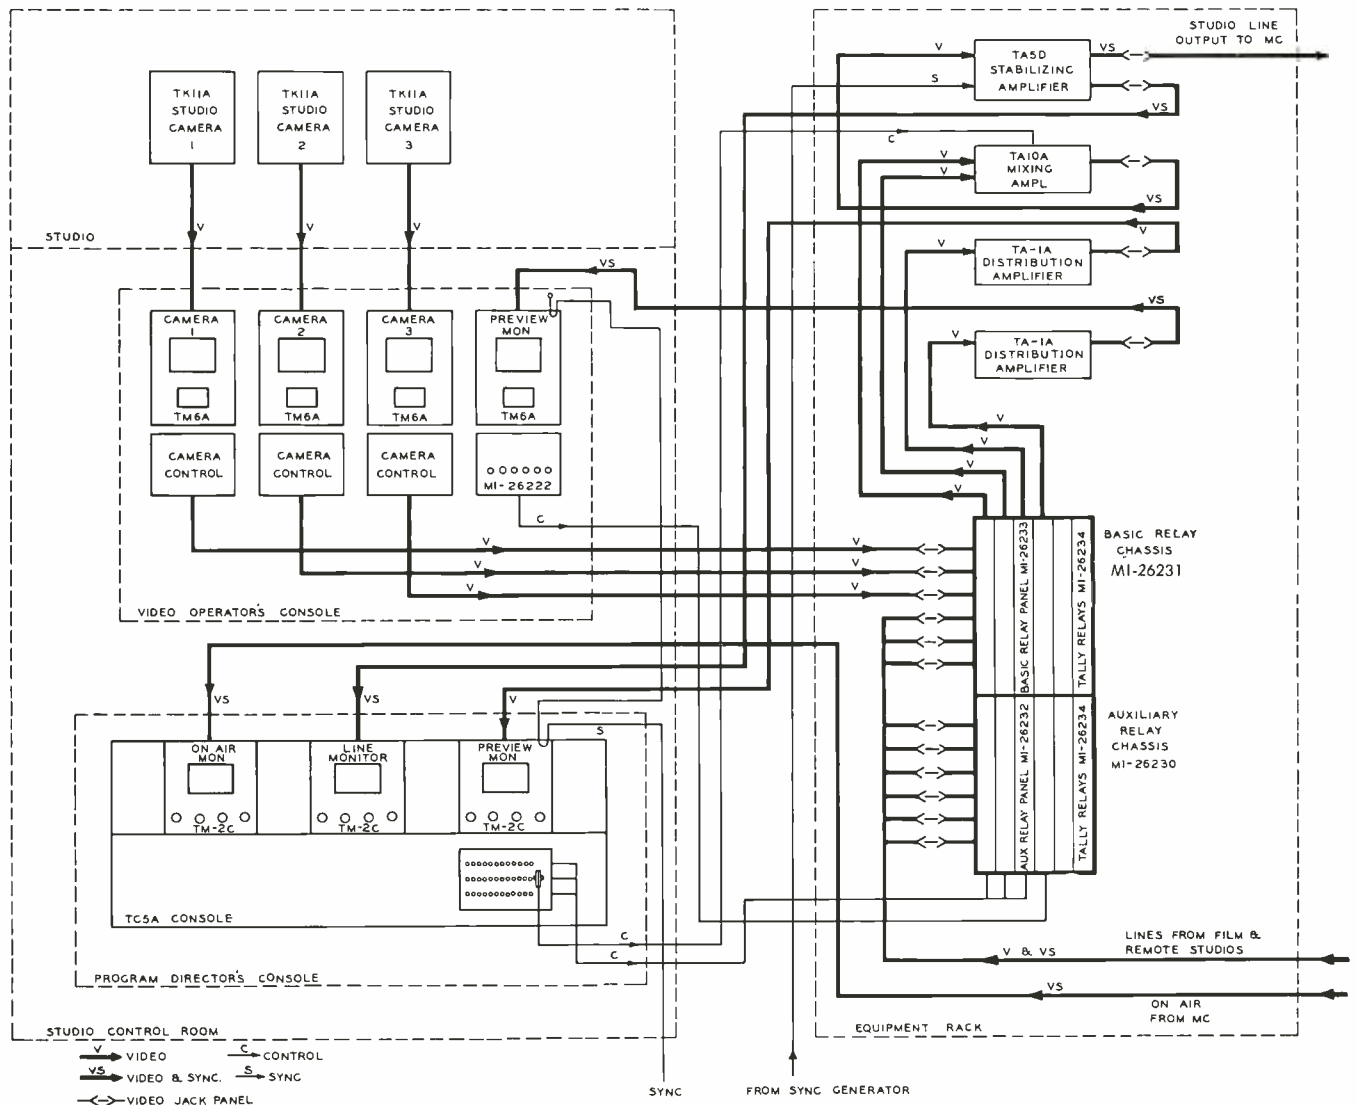 STUDIO LINE
OUTPUT TO MC
V
VS
TA5D
STABILIZING
AMPLIFIER
S
VS
TK11A
STUDIO
CAMERA
1
TK11A
STUDIO
CAMERA
2
TK11A
STUDIO
CAMERA
3
C
V
V
TA10A
MIXING
AMPL
VS
V
V
V
STUDIO
V
V
TA-1A
DISTRIBUTION
AMPLIFIER
VS
VS
V
TA-1A
DISTRIBUTION
AMPLIFIER
CAMERA
1
TM6A
CAMERA
2
TM6A
CAMERA
3
TM6A
PREVIEW
MON
TM6A
CAMERA
CONTROL
CAMERA
CONTROL
CAMERA
CONTROL
MI-26222
V
V
V
V
C
V
V
V
V
V
V
BASIC RELAY PANEL MI-26233
TALLY RELAYS MI-26234
BASIC RELAY
CHASSIS
MI-26231
VIDEO OPERATOR'S CONSOLE
VS
VS
V
AUX RELAY PANEL MI-26232
TALLY RELAYS MI-26234
AUXILIARY
RELAY
CHASSIS
MI-26230
S
ON AIR
MON
TM-2C
LINE
MONITOR
TM-2C
PREVIEW
MON
TM-2C
TC5A CONSOLE
C
C
LINES FROM FILM &
REMOTE STUDIOS
V & VS
PROGRAM DIRECTOR'S CONSOLE
VS
ON AIR
FROM MC
STUDIO CONTROL ROOM
EQUIPMENT RACK
V VIDEO
C CONTROL
VS VIDEO & SYNC.
S SYNC
VIDEO JACK PANEL
SYNC
FROM SYNC GENERATOR